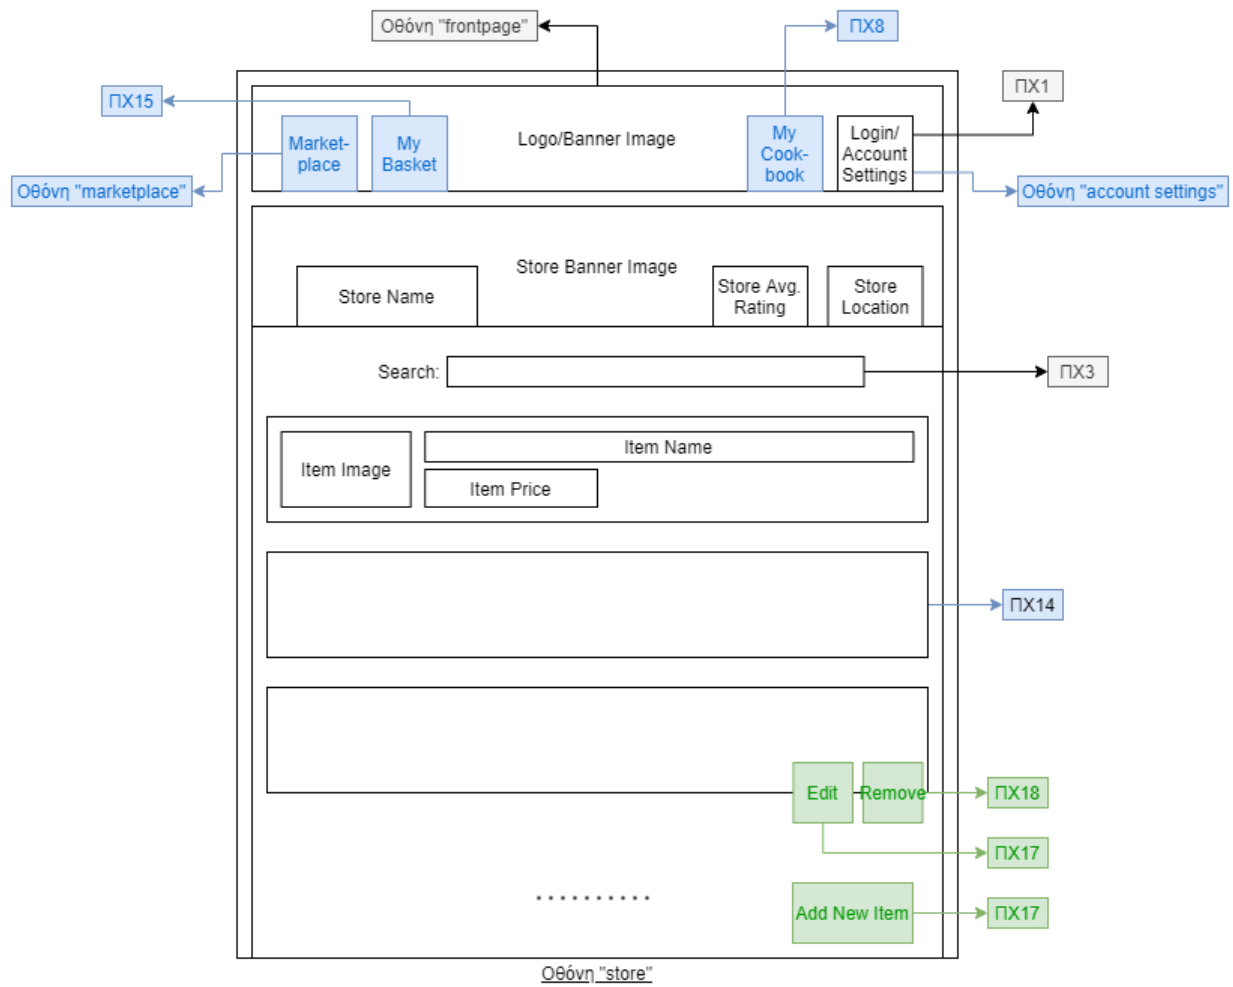 Οθόνη "frontpage"
ΠΧ8
ΠΧ15
ΠΧ1
Market-
place
My
Basket
Logo/Banner Image
My
Cook-
book
Login/
Account
Settings
Οθόνη "marketplace"
Οθόνη "account settings"
Store Banner Image
Store Name
Store Avg.
Rating
Store
Location
Search:
ΠΧ3
Item Image
Item Name
Item Price
ΠΧ14
Edit
Remove
ΠΧ18
ΠΧ17
..........
Add New Item
ΠΧ17
Οθόνη "store"